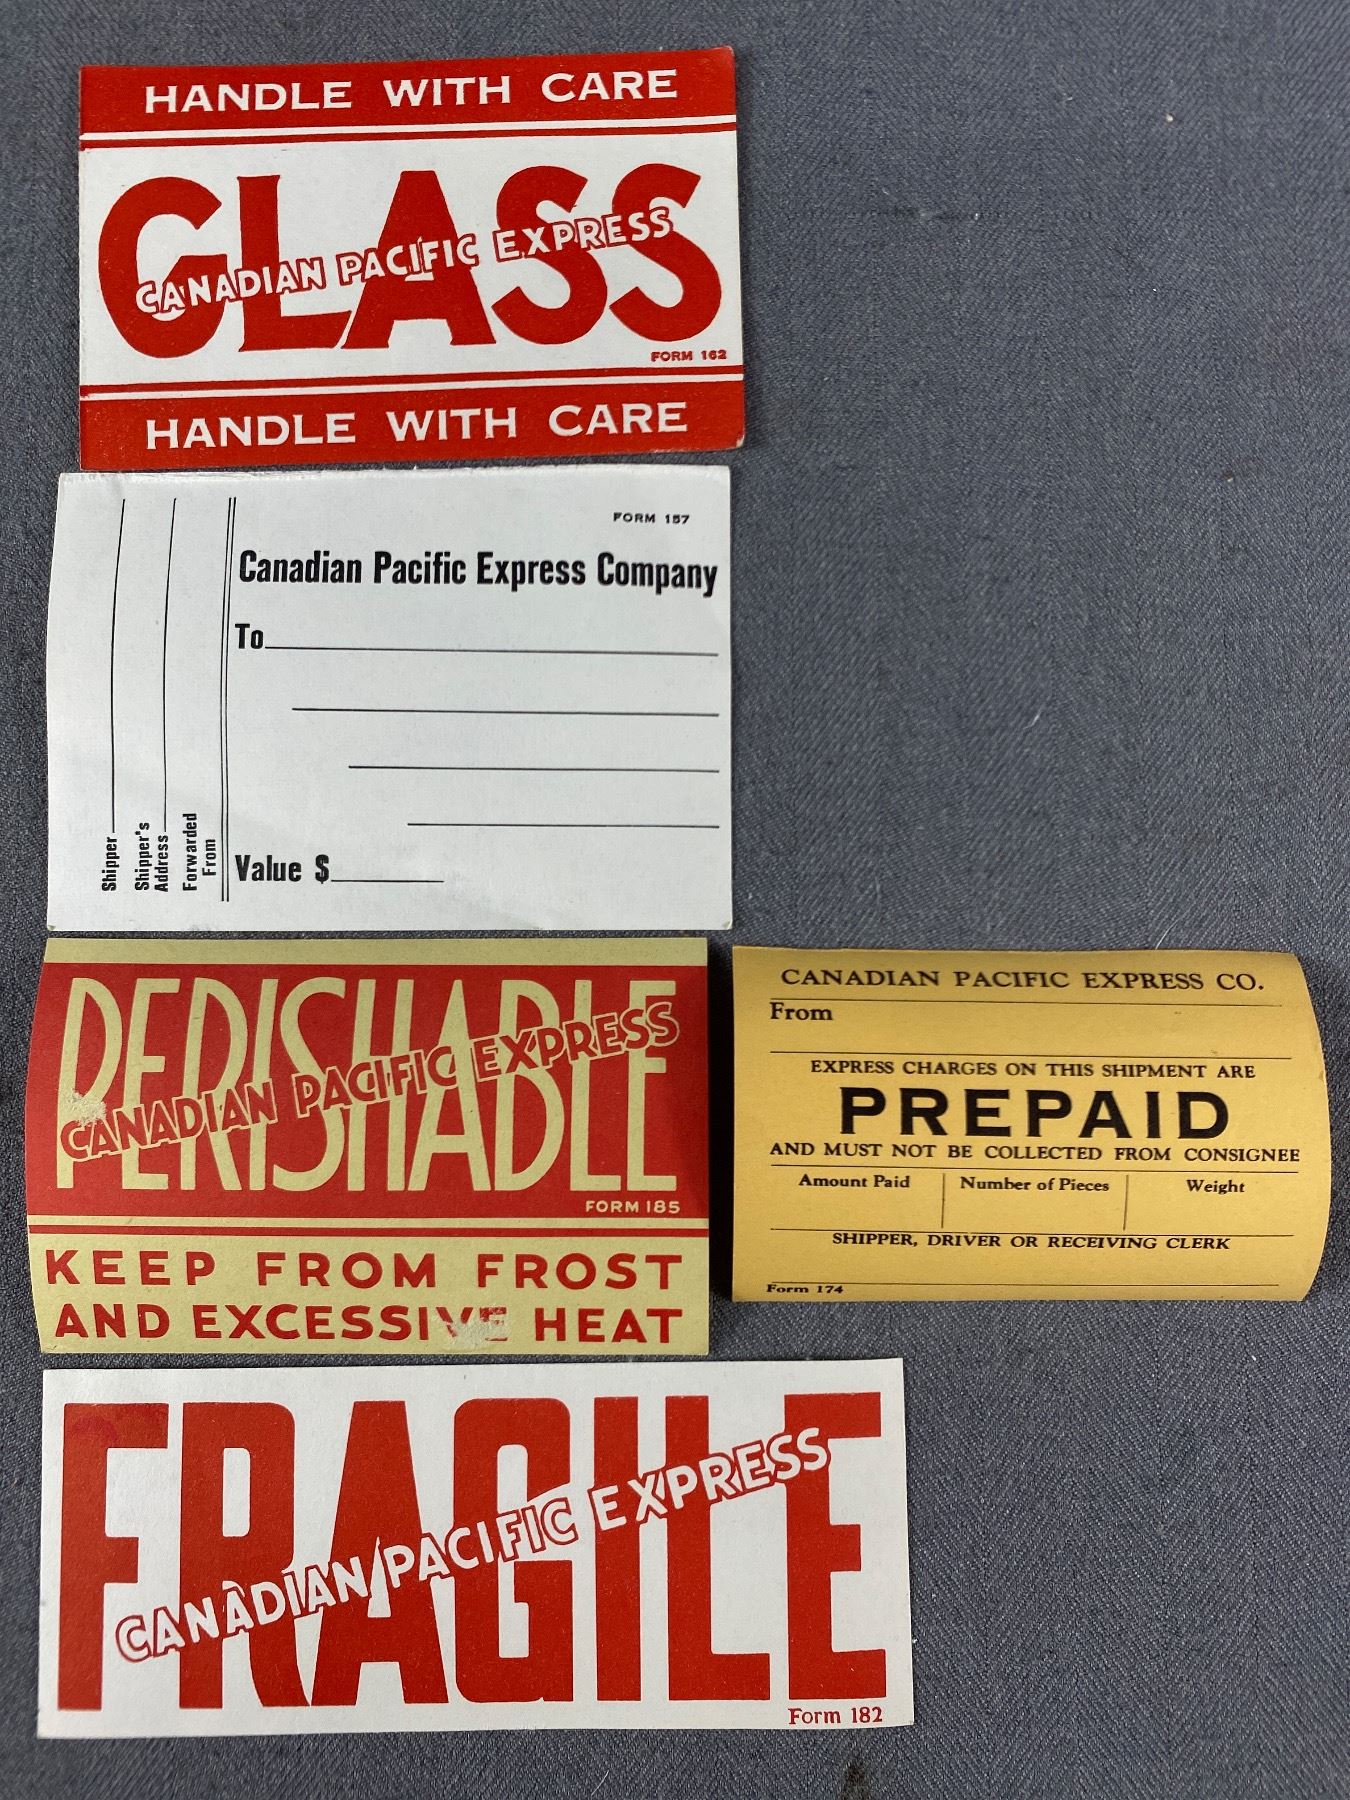 HANDLE WITH CARE
GLASS
CANADIAN PACIFIC EXPRESS
FORM 162
HANDLE WITH CARE
FORM 157
Canadian Pacific Express Company
To
Value $
Shipper
Shipper's
Address
Forwarded
From
PERISHABLE
CANADIAN PACIFIC EXPRESS
FORM 185
KEEP FROM FROST
AND EXCESSIVE HEAT
CANADIAN PACIFIC EXPRESS CO.
From
EXPRESS CHARGES ON THIS SHIPMENT ARE
PREPAID
AND MUST NOT BE COLLECTED FROM CONSIGNEE
Amount Paid Number of Pieces Weight
SHIPPER, DRIVER OR RECEIVING CLERK
Form 174
FRAGILE
CANADIAN PACIFIC EXPRESS
Form 182